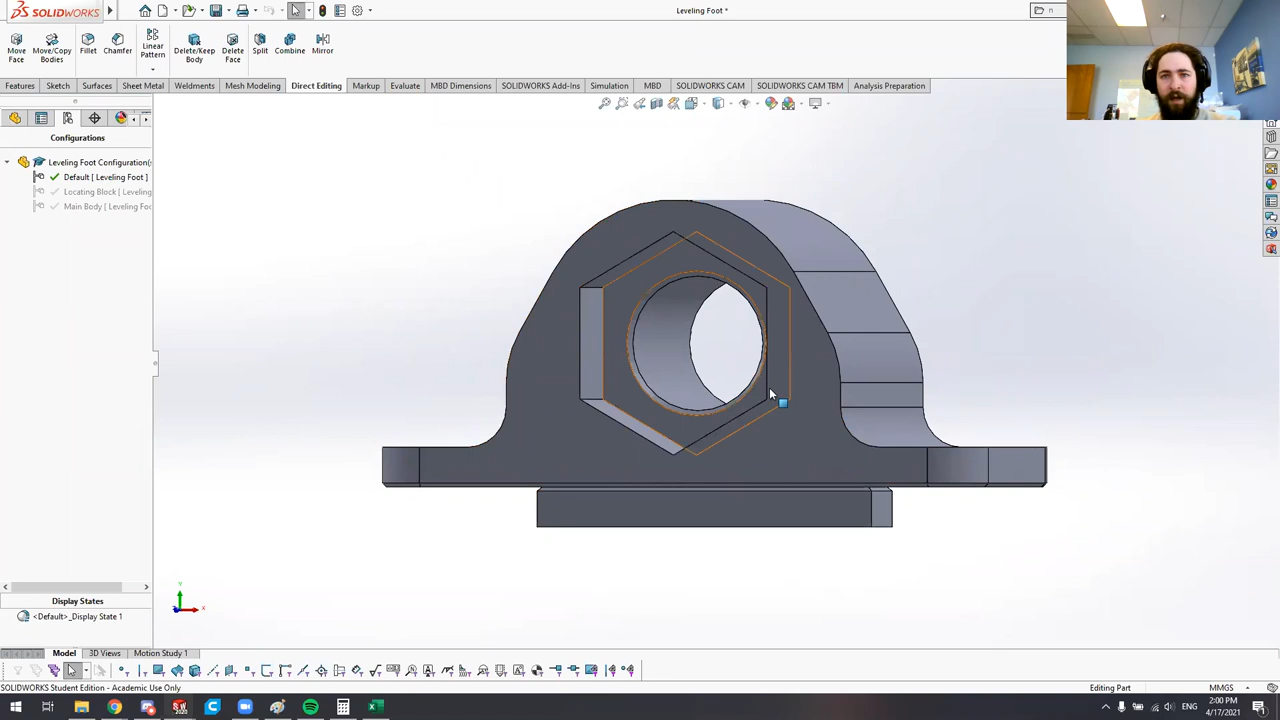 SOLIDWORKS
Leveling Foot *
Move Face
Move/Copy Bodies
Fillet
Chamfer
Linear Pattern
Delete/Keep Body
Delete Face
Split
Combine
Mirror
Features
Sketch
Surfaces
Sheet Metal
Weldments
Mesh Modeling
Direct Editing
Markup
Evaluate
MBD Dimensions
SOLIDWORKS Add-Ins
Simulation
MBD
SOLIDWORKS CAM
SOLIDWORKS CAM TBM
Analysis Preparation
Configurations
Leveling Foot Configuration(s
Default [ Leveling Foot ]
Locating Block [ Leveling
Main Body [ Leveling Foo
Display States
<Default>_Display State 1
Y
X
Model
3D Views
Motion Study 1
SOLIDWORKS Student Edition - Academic Use Only
Editing Part
MMGS
ENG
2:00 PM
4/17/2021